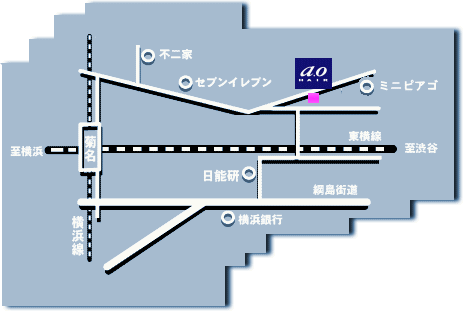 不二家
セブンイレブン
a.o
HAIR
ミニピアゴ
至横浜
菊名
東横線
至渋谷
日能研
綱島街道
横浜銀行
横浜線